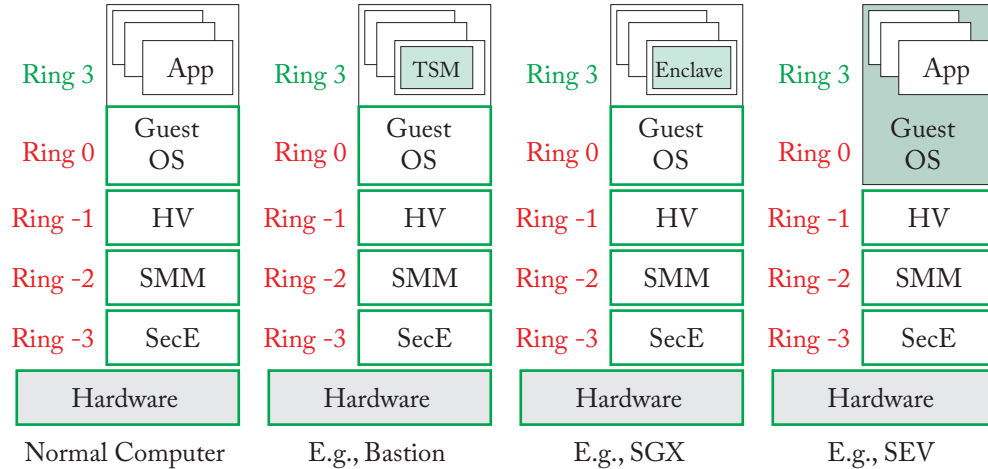 Ring 3 App Ring 3 TSM Ring 3 Enclave Ring 3 App
Ring 0 Guest OS Ring 0 Guest OS Ring 0 Guest OS Ring 0 Guest OS
Ring -1 HV Ring -1 HV Ring -1 HV Ring -1 HV
Ring -2 SMM Ring -2 SMM Ring -2 SMM Ring -2 SMM
Ring -3 SecE Ring -3 SecE Ring -3 SecE Ring -3 SecE
Hardware Hardware Hardware Hardware
Normal Computer E.g., Bastion E.g., SGX E.g., SEV